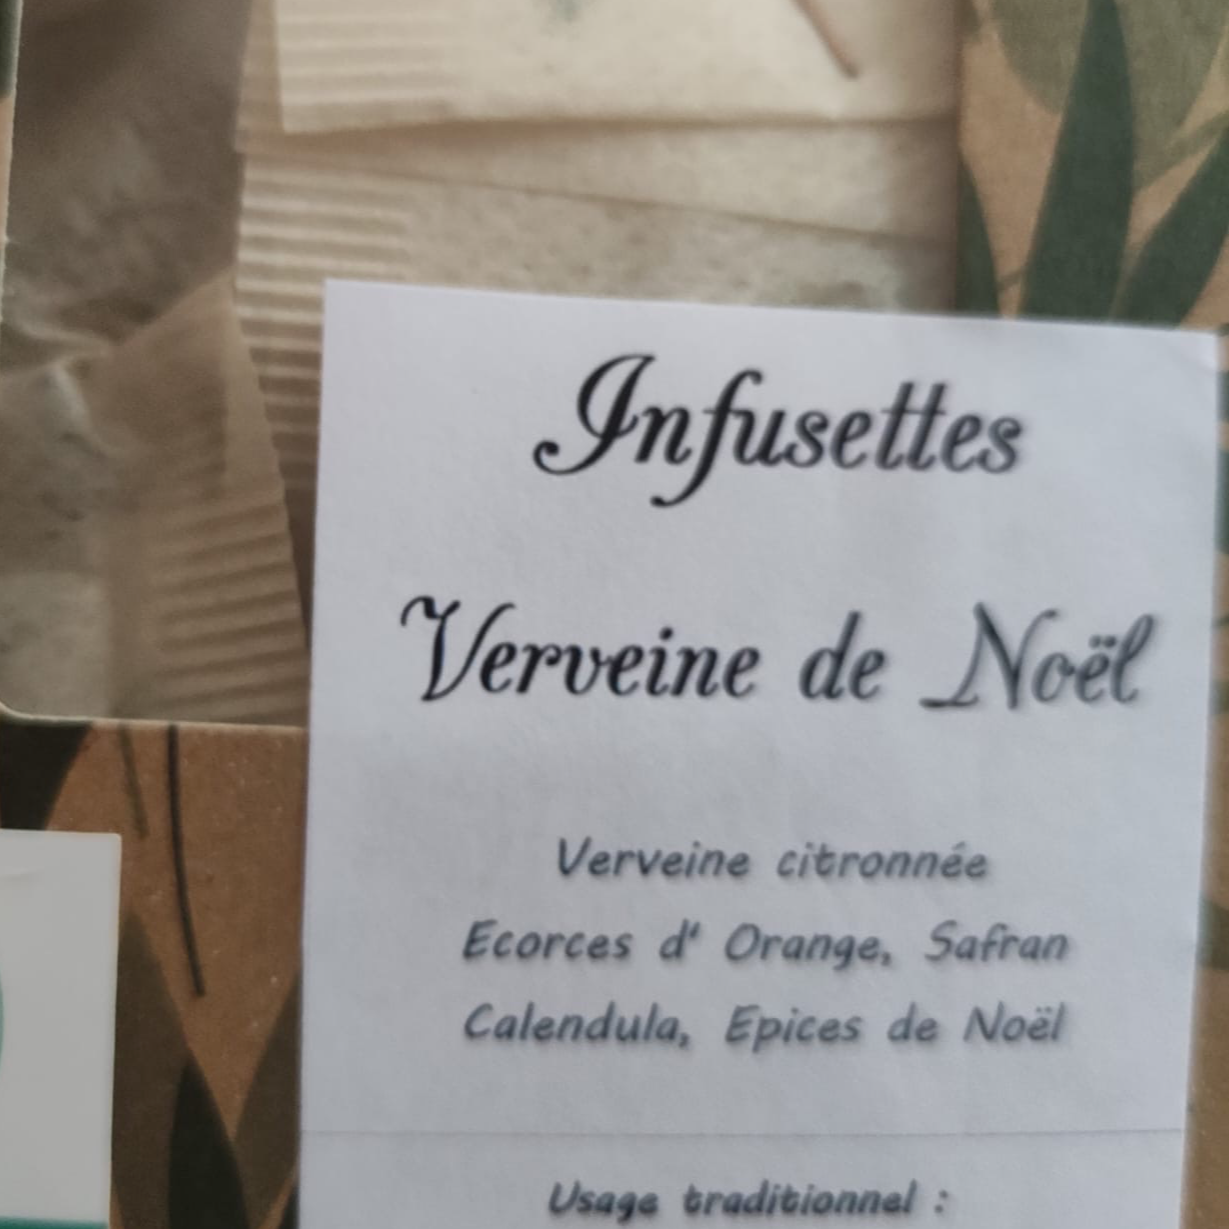 Infusettes
Verveine de Noël
Verveine citronnée
Ecorces d' Orange, Safran
Calendula, Epices de Noël
Usage traditionnel :